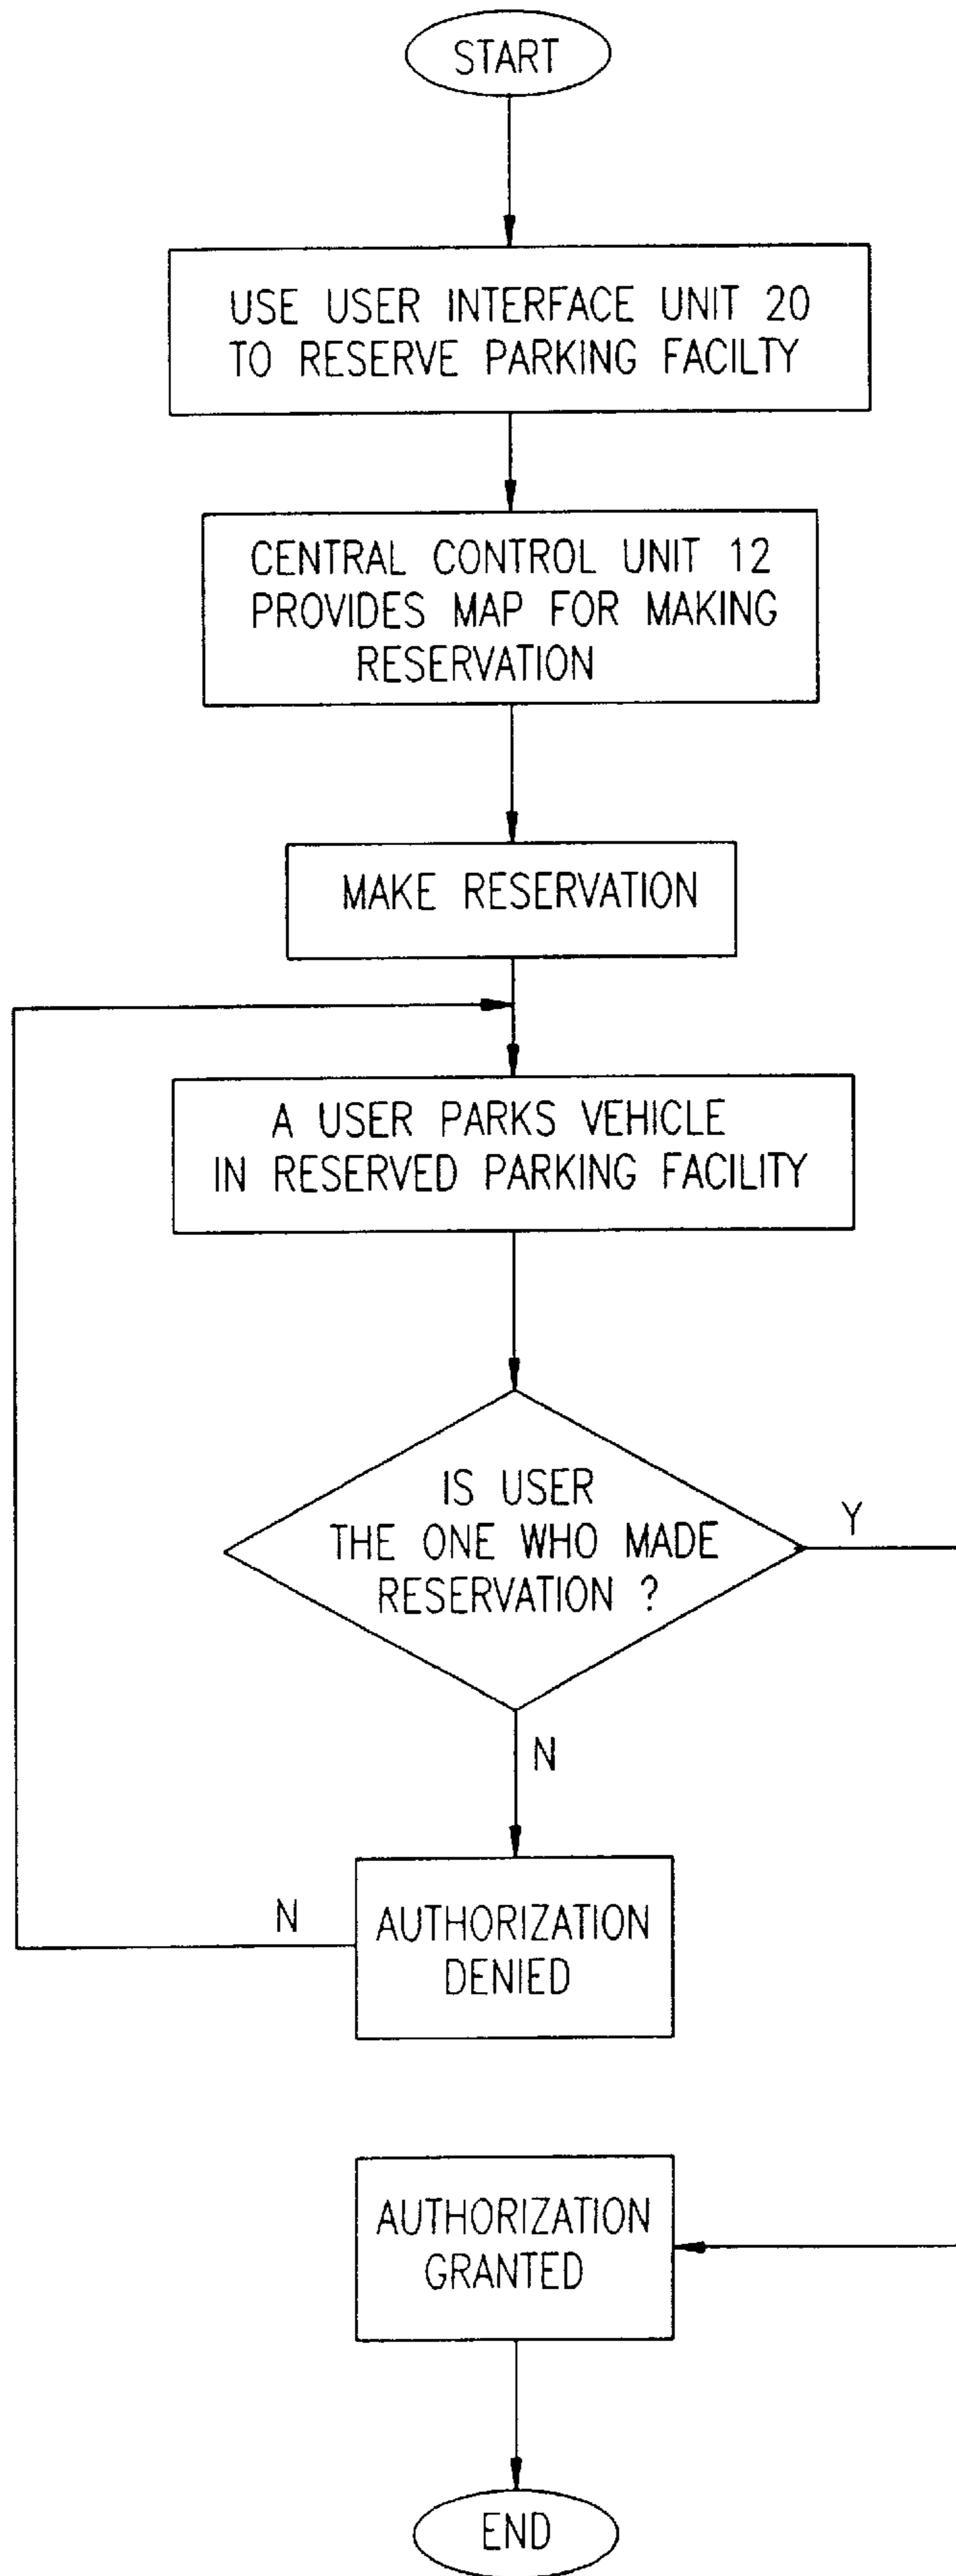 START
USE USER INTERFACE UNIT 20
TO RESERVE PARKING FACILTY
CENTRAL CONTROL UNIT 12
PROVIDES MAP FOR MAKING
RESERVATION
MAKE RESERVATION
A USER PARKS VEHICLE
IN RESERVED PARKING FACILITY
IS USER
THE ONE WHO MADE
RESERVATION ?
Y
N
N
AUTHORIZATION
DENIED
AUTHORIZATION
GRANTED
END